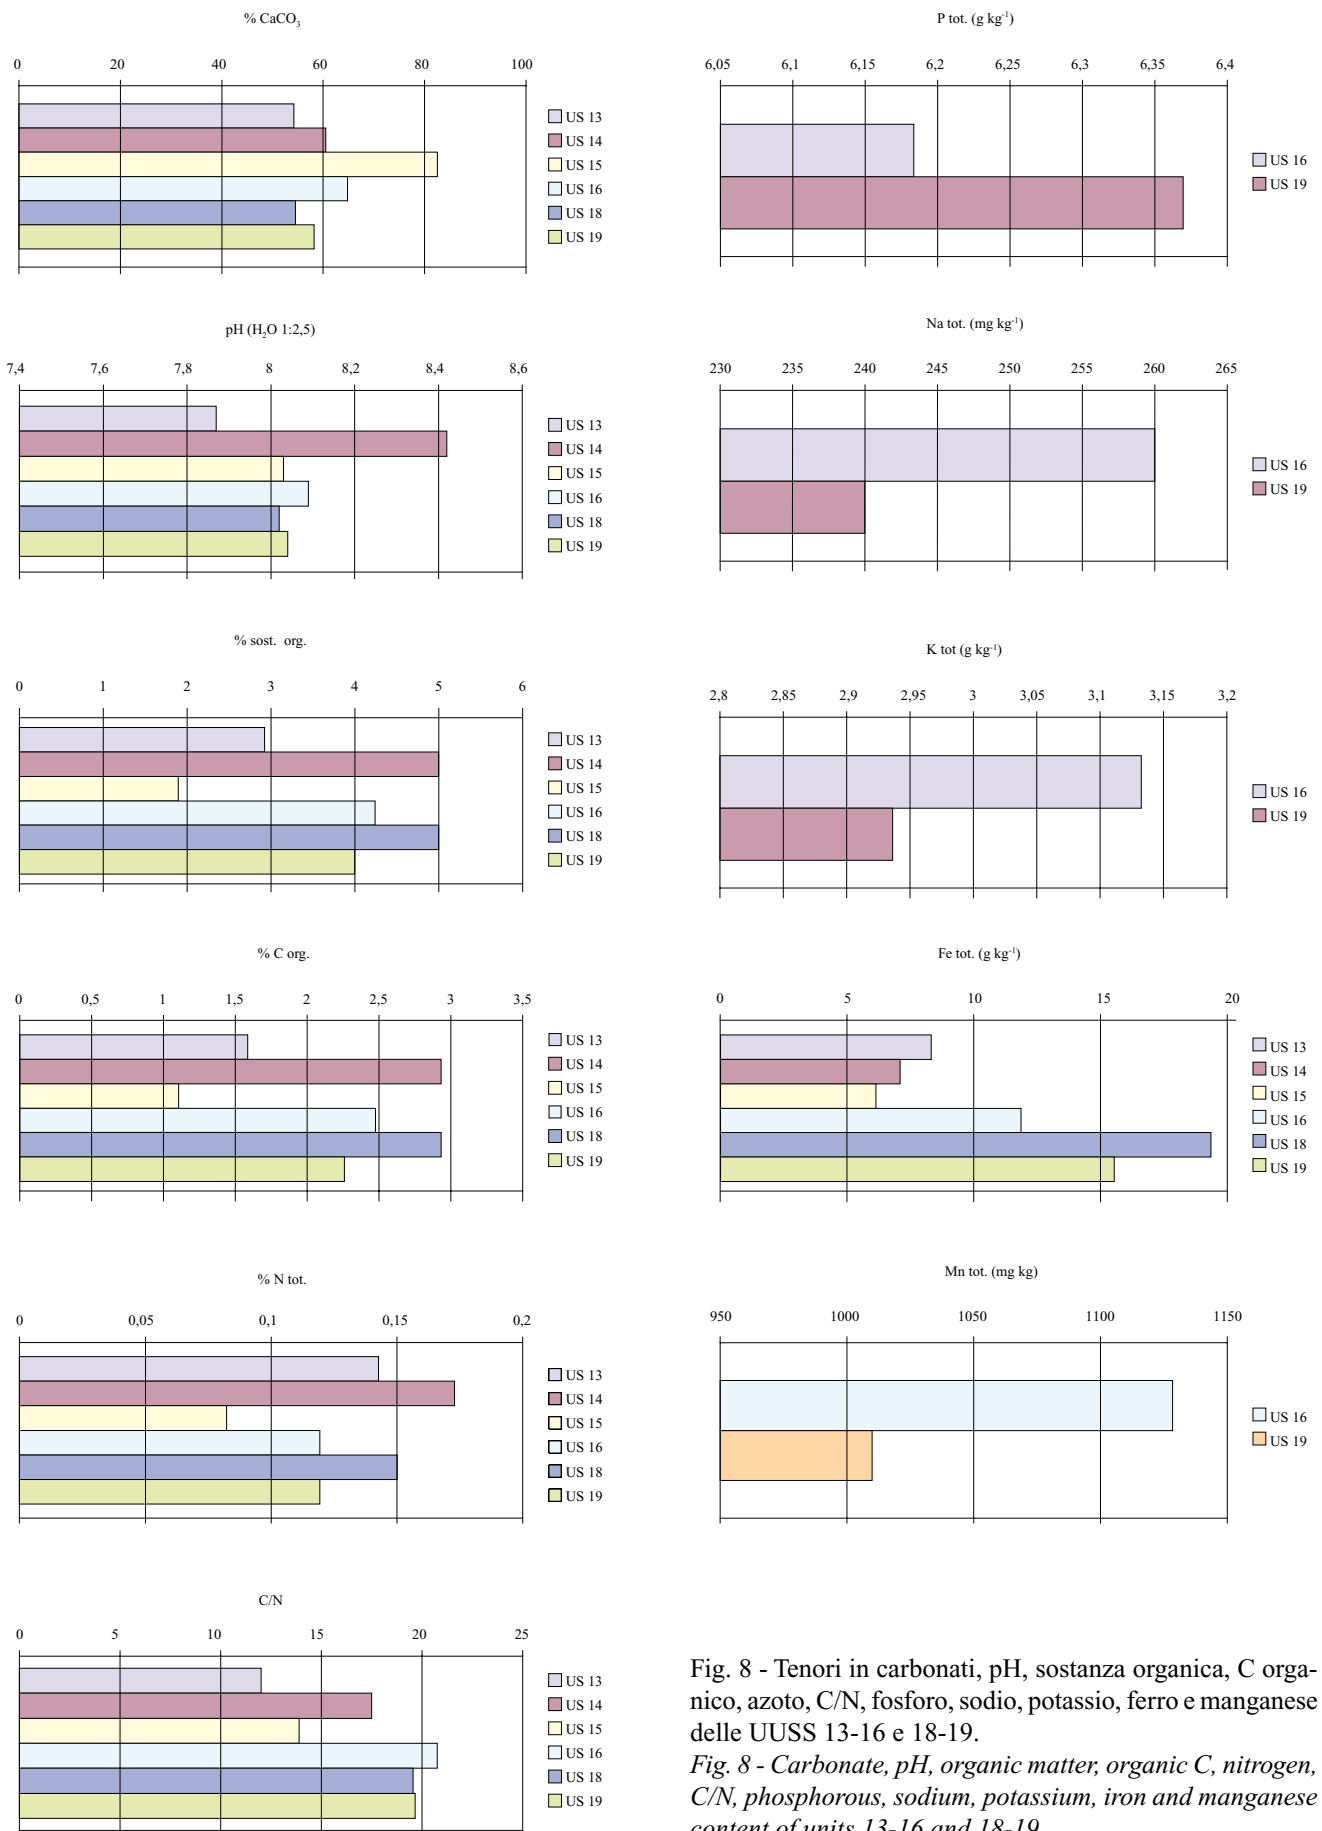 % CaCO₃
0 20 40 60 80 100
US 13
US 14
US 15
US 16
US 18
US 19
pH (H₂O 1:2,5)
7,4 7,6 7,8 8 8,2 8,4 8,6
US 13
US 14
US 15
US 16
US 18
US 19
% sost. org.
0 1 2 3 4 5 6
US 13
US 14
US 15
US 16
US 18
US 19
% C org.
0 0,5 1 1,5 2 2,5 3 3,5
US 13
US 14
US 15
US 16
US 18
US 19
% N tot.
0 0,05 0,1 0,15 0,2
US 13
US 14
US 15
US 16
US 18
US 19
C/N
0 5 10 15 20 25
US 13
US 14
US 15
US 16
US 18
US 19
P tot. (g kg⁻¹)
6,05 6,1 6,15 6,2 6,25 6,3 6,35 6,4
US 16
US 19
Na tot. (mg kg⁻¹)
230 235 240 245 250 255 260 265
US 16
US 19
K tot (g kg⁻¹)
2,8 2,85 2,9 2,95 3 3,05 3,1 3,15 3,2
US 16
US 19
Fe tot. (g kg⁻¹)
0 5 10 15 20
US 13
US 14
US 15
US 16
US 18
US 19
Mn tot. (mg kg)
950 1000 1050 1100 1150
US 16
US 19
Fig. 8 - Tenori in carbonati, pH, sostanza organica, C orga-
nico, azoto, C/N, fosforo, sodio, potassio, ferro e manganese
delle UUSS 13-16 e 18-19.
Fig. 8 - Carbonate, pH, organic matter, organic C, nitrogen,
C/N, phosphorous, sodium, potassium, iron and manganese
content of units 13-16 and 18-19.